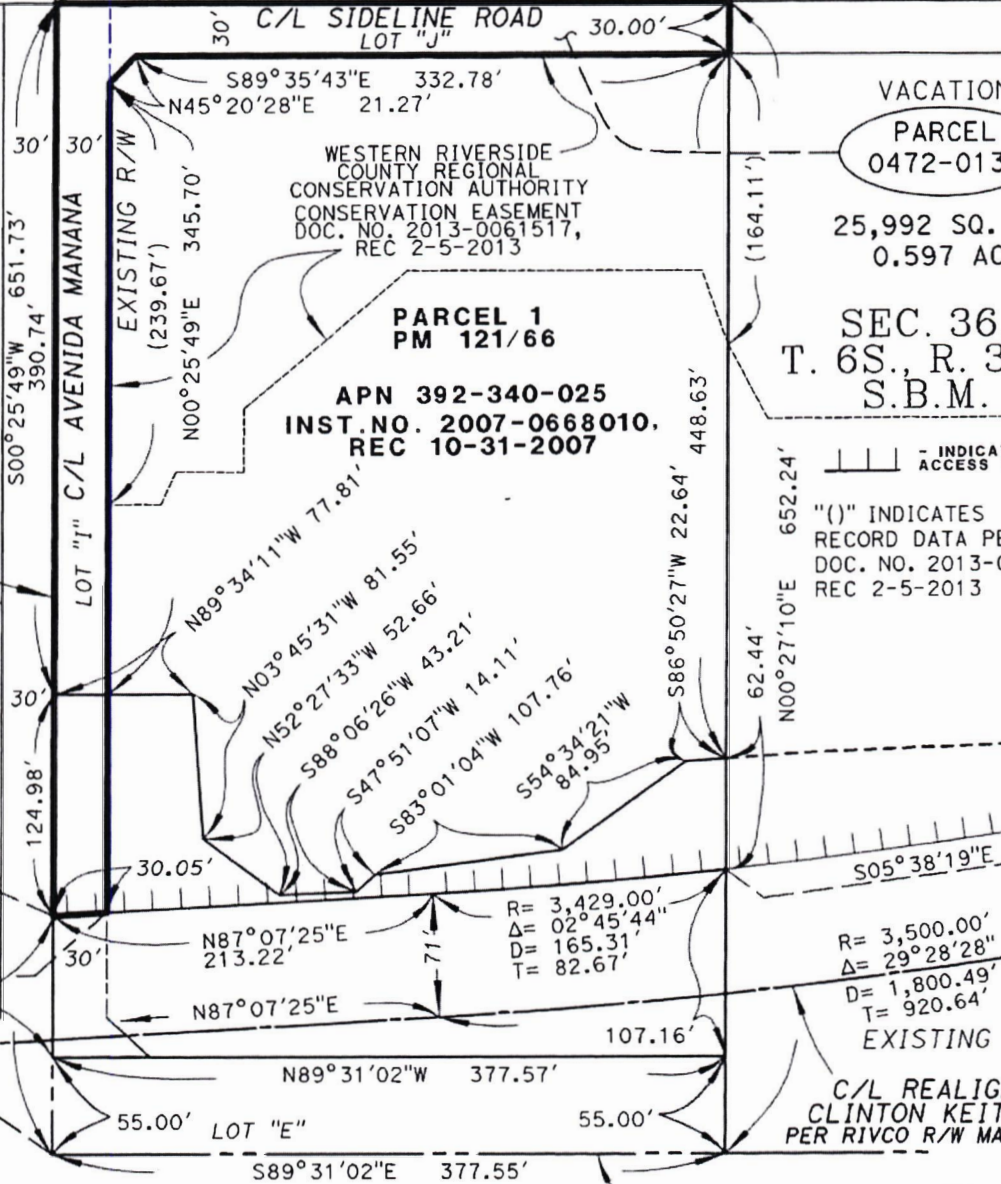 C/L SIDELINE ROAD
LOT "J"
30'
30.00'
S89°35'43"E 332.78'
N45°20'28"E 21.27'
30'
30'
VACATION
PARCEL
0472-013
25,992 SQ.
0.597 AC
WESTERN RIVERSIDE
COUNTY REGIONAL
CONSERVATION AUTHORITY
CONSERVATION EASEMENT
DOC. NO. 2013-0061517,
REC 2-5-2013
(164.11')
EXISTING R/W
(239.67')
N00°25'49"E 345.70'
S00°25'49"W 651.73'
390.74'
LOT "I" C/L AVENIDA MANANA
PARCEL 1
PM 121/66
APN 392-340-025
INST.NO. 2007-0668010,
REC 10-31-2007
SEC. 36
T. 6S., R. 3
S.B.M.
- INDICA
ACCESS
"()" INDICATES
RECORD DATA PE
DOC. NO. 2013-0
REC 2-5-2013
448.63'
N00°27'10"E 652.24'
62.44'
N89°34'11"W 77.81'
N03°45'31"W 81.55'
N52°27'33"W 52.66'
S88°06'26"W 43.21'
S47°51'07"W 14.11'
S83°01'04"W 107.76'
S54°34'21"W
84.95'
S86°50'27"W 22.64'
30'
124.98'
30.05'
S05°38'19"E
N87°07'25"E
213.22'
R= 3,429.00'
Δ= 02°45'44"
D= 165.31'
T= 82.67'
30'
71'
N87°07'25"E
R= 3,500.00'
Δ= 29°28'28"
D= 1,800.49'
T= 920.64'
EXISTING
107.16'
N89°31'02"W 377.57'
C/L REALIG
CLINTON KEIT
PER RIVCO R/W MA
55.00'
LOT "E"
55.00'
S89°31'02"E 377.55'